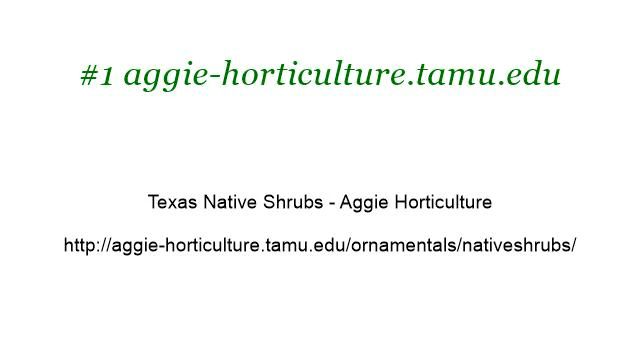 #1 aggie-horticulture.tamu.edu
Texas Native Shrubs - Aggie Horticulture
http://aggie-horticulture.tamu.edu/ornamentals/nativeshrubs/